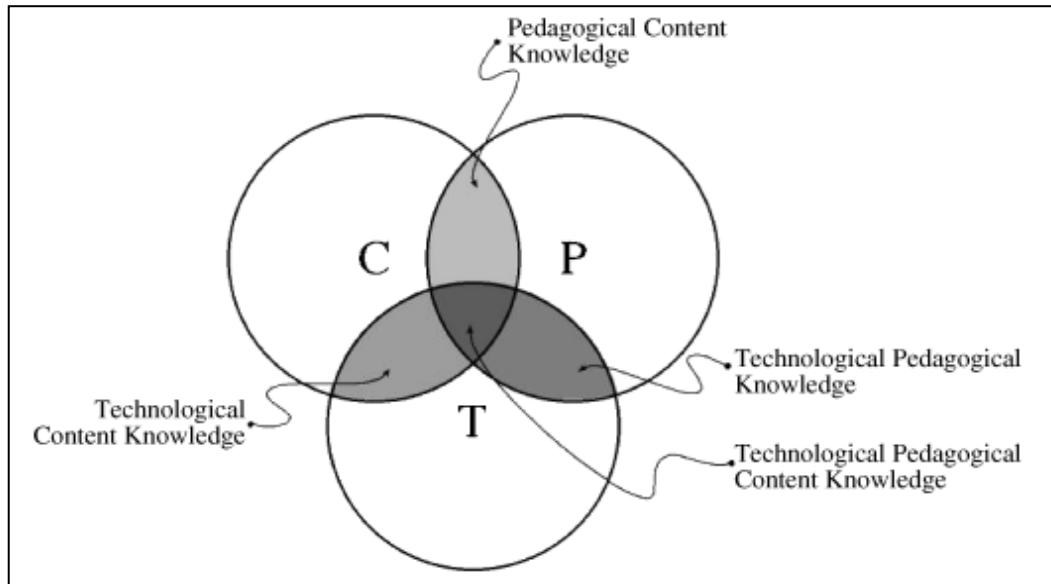 Pedagogical Content
Knowledge
C
P
Technological Pedagogical
Knowledge
Technological
Content Knowledge
T
Technological Pedagogical
Content Knowledge